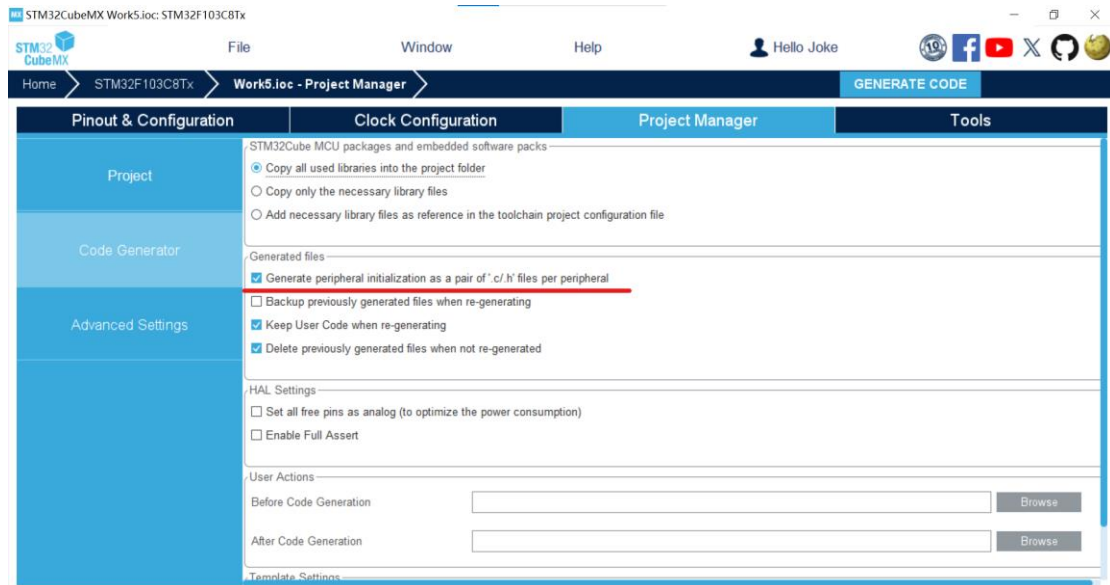 MX STM32CubeMX Work5.ioc: STM32F103C8Tx
STM32
CubeMX
File Window Help Hello Joke
19 f X
Home STM32F103C8Tx Work5.ioc - Project Manager GENERATE CODE
Pinout & Configuration Clock Configuration Project Manager Tools
STM32Cube MCU packages and embedded software packs
Copy all used libraries into the project folder
Project
Copy only the necessary library files
Add necessary library files as reference in the toolchain project configuration file
Code Generator
Generated files
Generate peripheral initialization as a pair of '.c/.h' files per peripheral
Backup previously generated files when re-generating
Advanced Settings
Keep User Code when re-generating
Delete previously generated files when not re-generated
HAL Settings
Set all free pins as analog (to optimize the power consumption)
Enable Full Assert
User Actions
Before Code Generation Browse
After Code Generation Browse
Template Settings